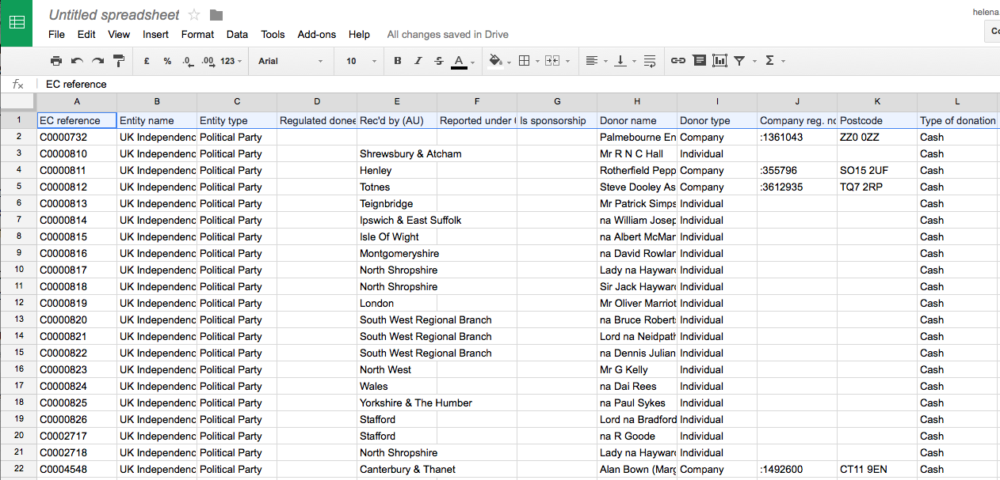 Untitled spreadsheet
helena
File Edit View Insert Format Data Tools Add-ons Help All changes saved in Drive
£ % .0 .00 123 Arial 10 B I S A Σ
fx EC reference
A B C D E F G H I J K L
1 EC reference Entity name Entity type Regulated donee Rec'd by (AU) Reported under Is sponsorship Donor name Donor type Company reg. no Postcode Type of donation
2 C0000732 UK Independenc Political Party Palmebourne En Company :1361043 ZZ0 0ZZ Cash
3 C0000810 UK Independenc Political Party Shrewsbury & Atcham Mr R N C Hall Individual Cash
4 C0000811 UK Independenc Political Party Henley Rotherfield Pepp Company :355796 SO15 2UF Cash
5 C0000812 UK Independenc Political Party Totnes Steve Dooley As Company :3612935 TQ7 2RP Cash
6 C0000813 UK Independenc Political Party Teignbridge Mr Patrick Simps Individual Cash
7 C0000814 UK Independenc Political Party Ipswich & East Suffolk na William Josep Individual Cash
8 C0000815 UK Independenc Political Party Isle Of Wight na Albert McMar Individual Cash
9 C0000816 UK Independenc Political Party Montgomeryshire na David Rowlar Individual Cash
10 C0000817 UK Independenc Political Party North Shropshire Lady na Hayward Individual Cash
11 C0000818 UK Independenc Political Party North Shropshire Sir Jack Hayward Individual Cash
12 C0000819 UK Independenc Political Party London Mr Oliver Marriot Individual Cash
13 C0000820 UK Independenc Political Party South West Regional Branch na Bruce Roberts Individual Cash
14 C0000821 UK Independenc Political Party South West Regional Branch Lord na Neidpath Individual Cash
15 C0000822 UK Independenc Political Party South West Regional Branch na Dennis Julian Individual Cash
16 C0000823 UK Independenc Political Party North West Mr G Kelly Individual Cash
17 C0000824 UK Independenc Political Party Wales na Dai Rees Individual Cash
18 C0000825 UK Independenc Political Party Yorkshire & The Humber na Paul Sykes Individual Cash
19 C0000826 UK Independenc Political Party Stafford Lord na Bradford Individual Cash
20 C0002717 UK Independenc Political Party Stafford na R Goode Individual Cash
21 C0002718 UK Independenc Political Party North Shropshire Lady na Hayward Individual Cash
22 C0004548 UK Independenc Political Party Canterbury & Thanet Alan Bown (Marg Company :1492600 CT11 9EN Cash